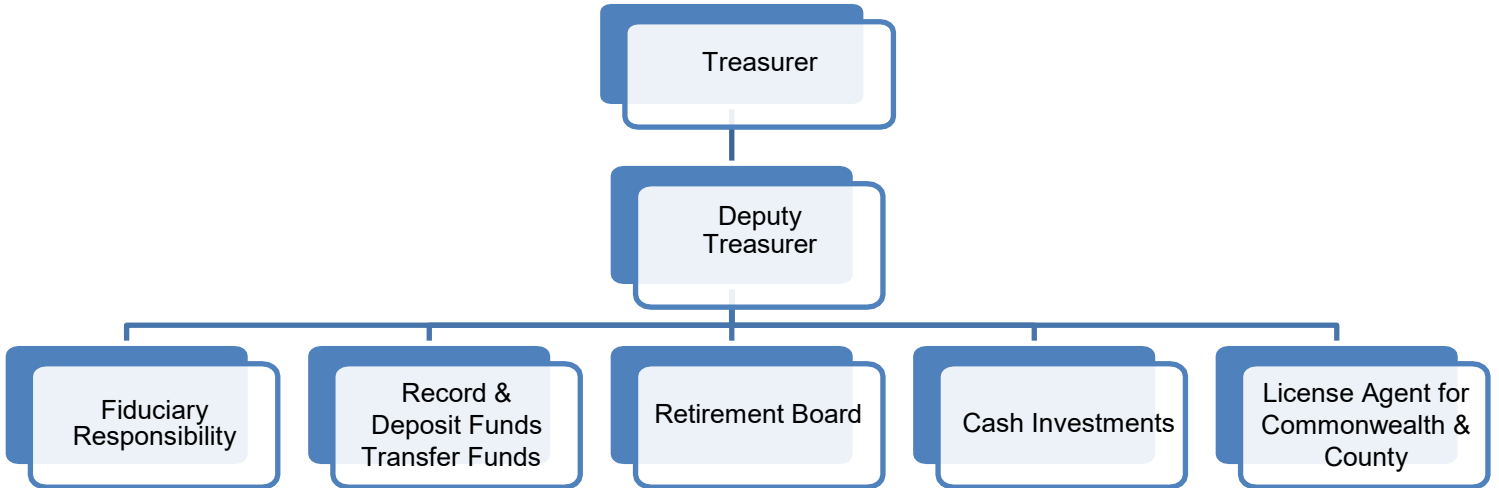 Treasurer
Deputy
Treasurer
Fiduciary
Responsibility
Record &
Deposit Funds
Transfer Funds
Retirement Board
Cash Investments
License Agent for
Commonwealth &
County